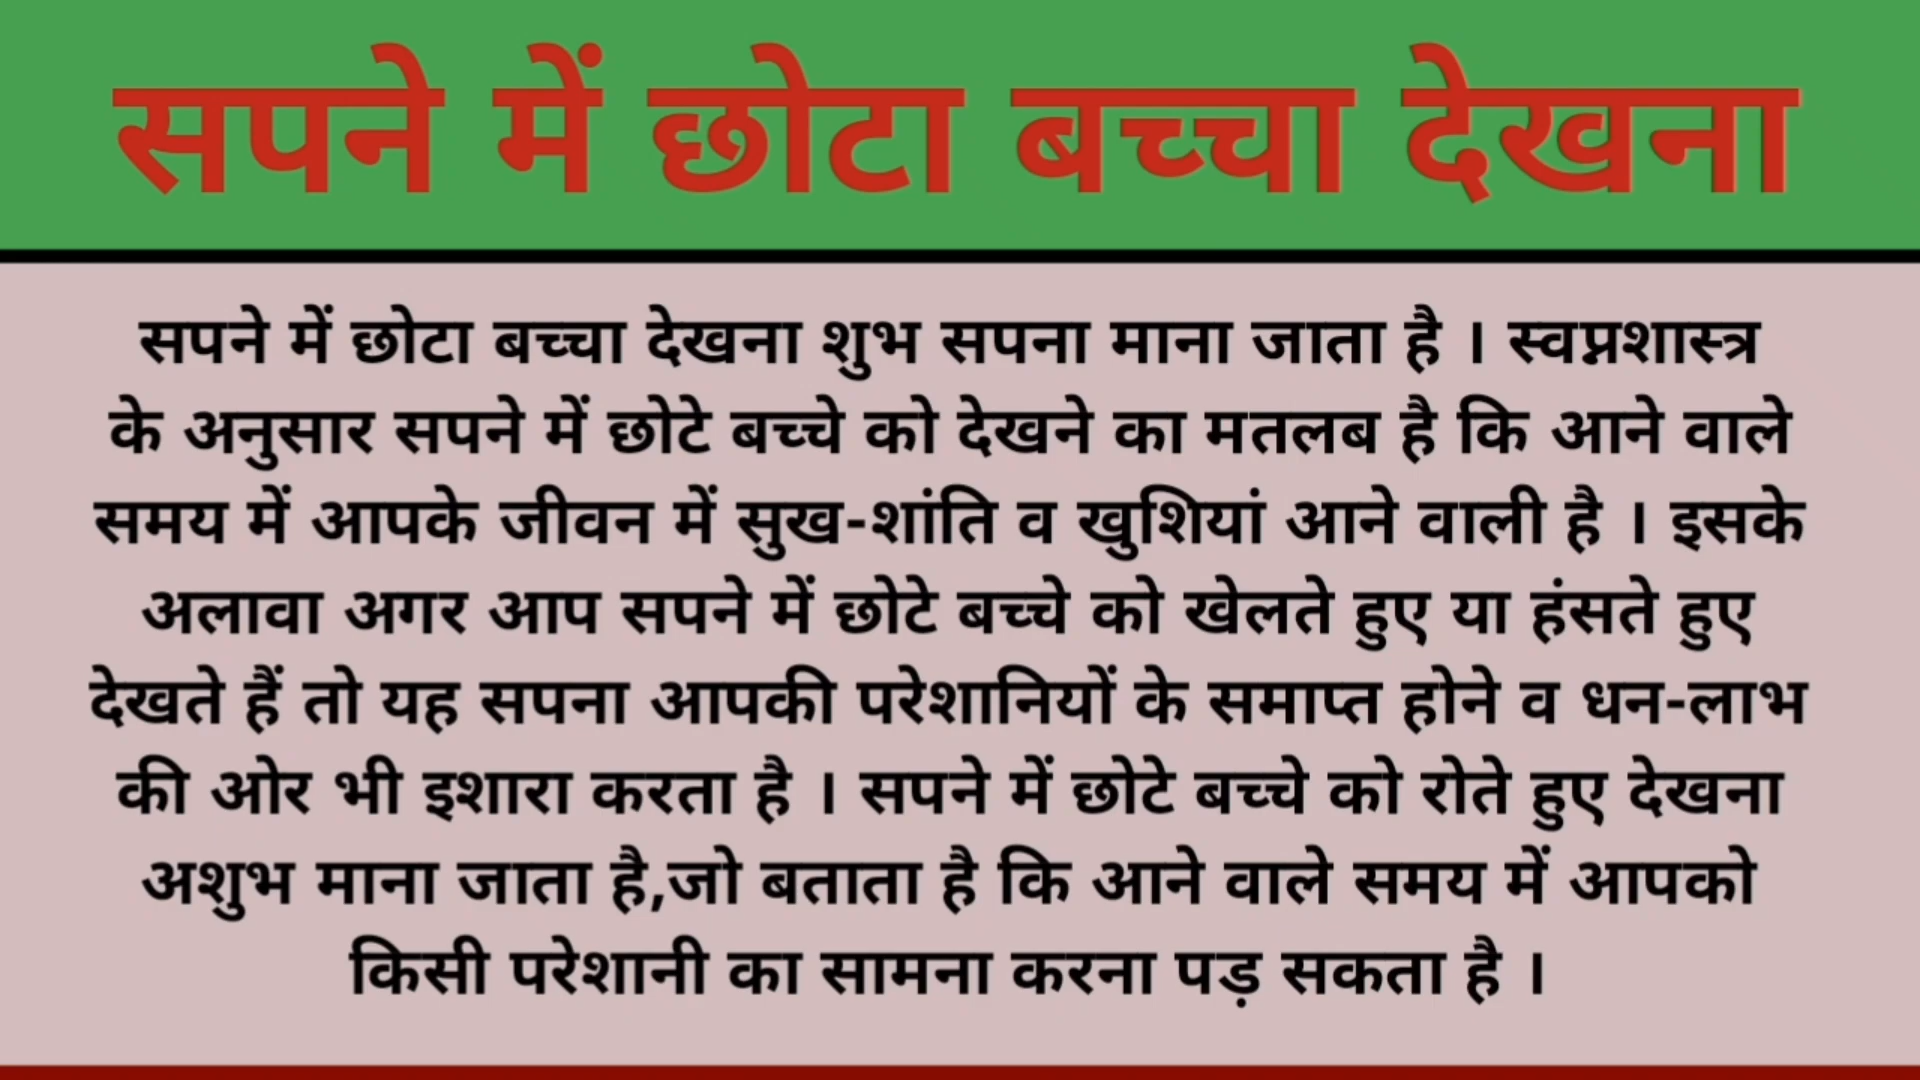 सपने में छोटा बच्चा देखना
सपने में छोटा बच्चा देखना शुभ सपना माना जाता है । स्वप्नशास्त्र
के अनुसार सपने में छोटे बच्चे को देखने का मतलब है कि आने वाले
समय में आपके जीवन में सुख-शांति व खुशियां आने वाली है । इसके
अलावा अगर आप सपने में छोटे बच्चे को खेलते हुए या हंसते हुए
देखते हैं तो यह सपना आपकी परेशानियों के समाप्त होने व धन-लाभ
की ओर भी इशारा करता है । सपने में छोटे बच्चे को रोते हुए देखना
अशुभ माना जाता है,जो बताता है कि आने वाले समय में आपको
किसी परेशानी का सामना करना पड़ सकता है ।